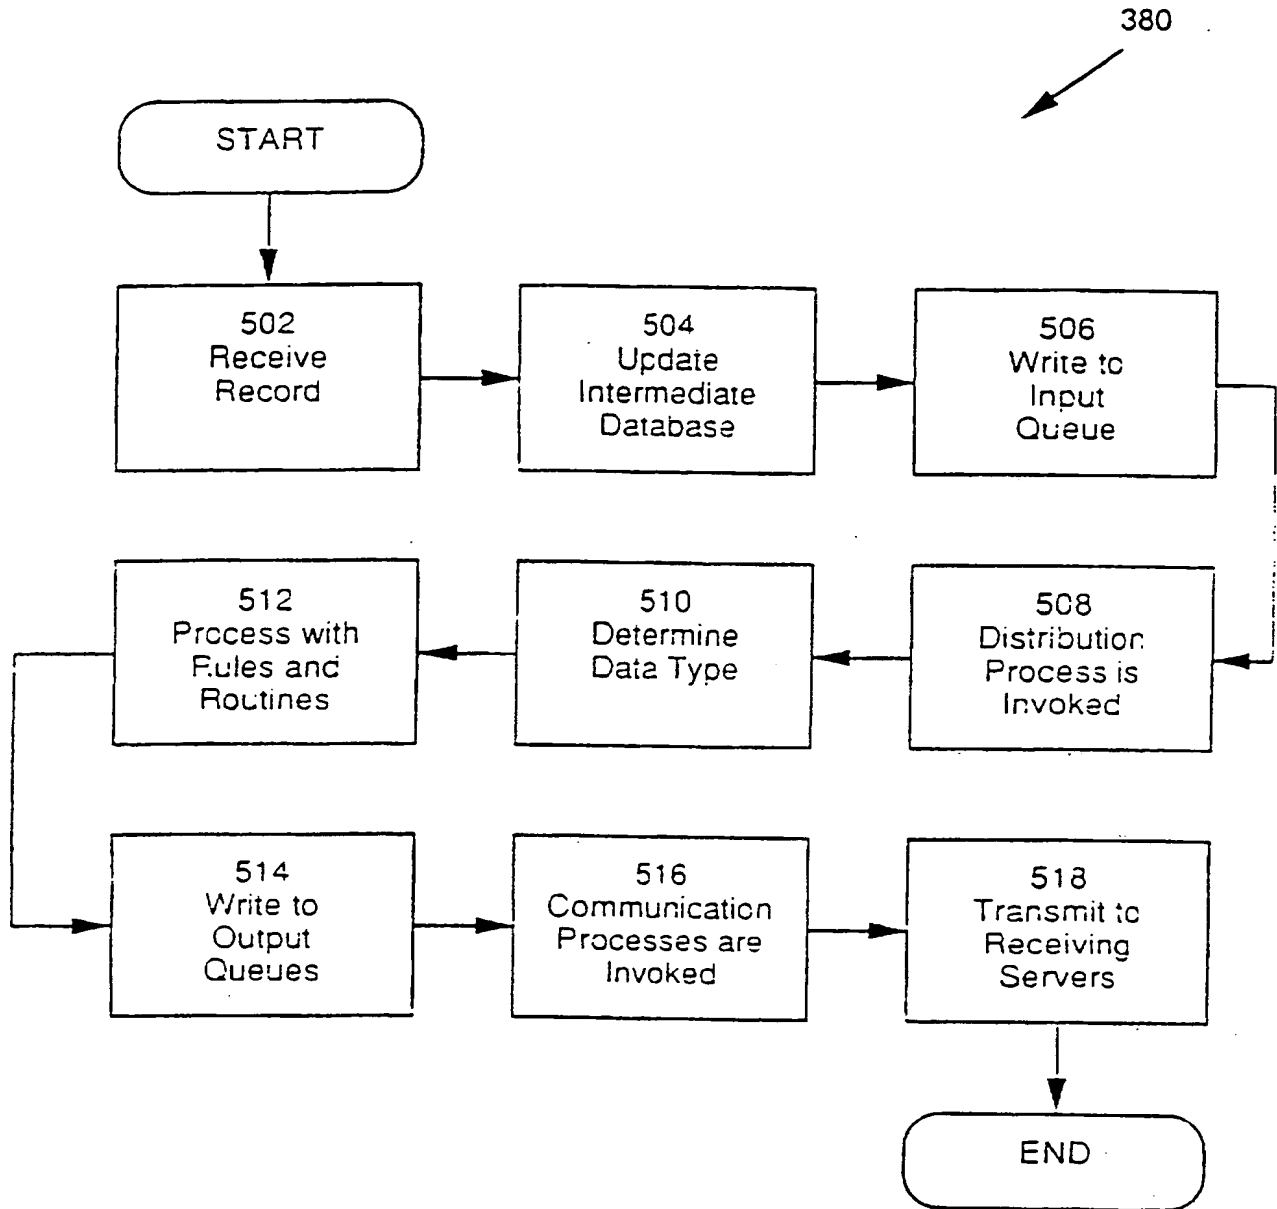 380
START
502
Receive
Record
504
Update
Intermediate
Database
506
Write to
Input
Queue
512
Process with
Rules and
Routines
510
Determine
Data Type
508
Distribution
Process is
Invoked
514
Write to
Output
Queues
516
Communication
Processes are
Invoked
518
Transmit to
Receiving
Servers
END